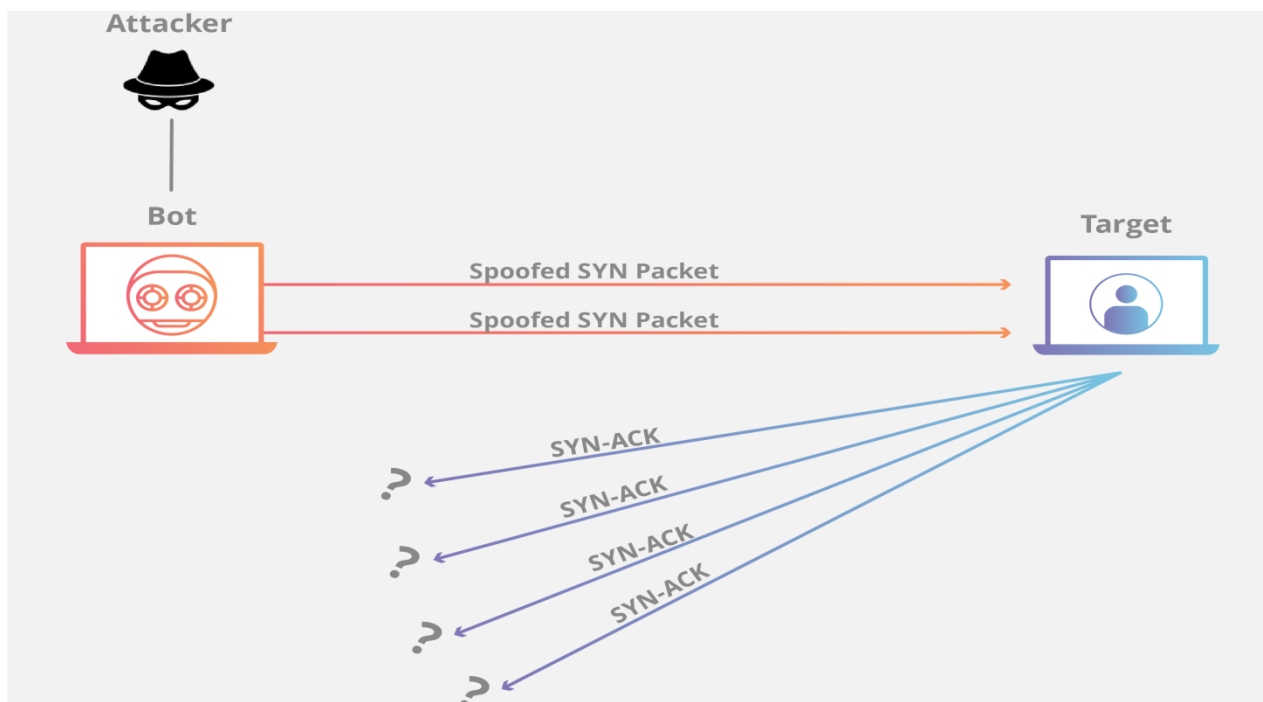 Attacker
Bot
Target
Spoofed SYN Packet
Spoofed SYN Packet
SYN-ACK
?
SYN-ACK
?
SYN-ACK
?
SYN-ACK
?